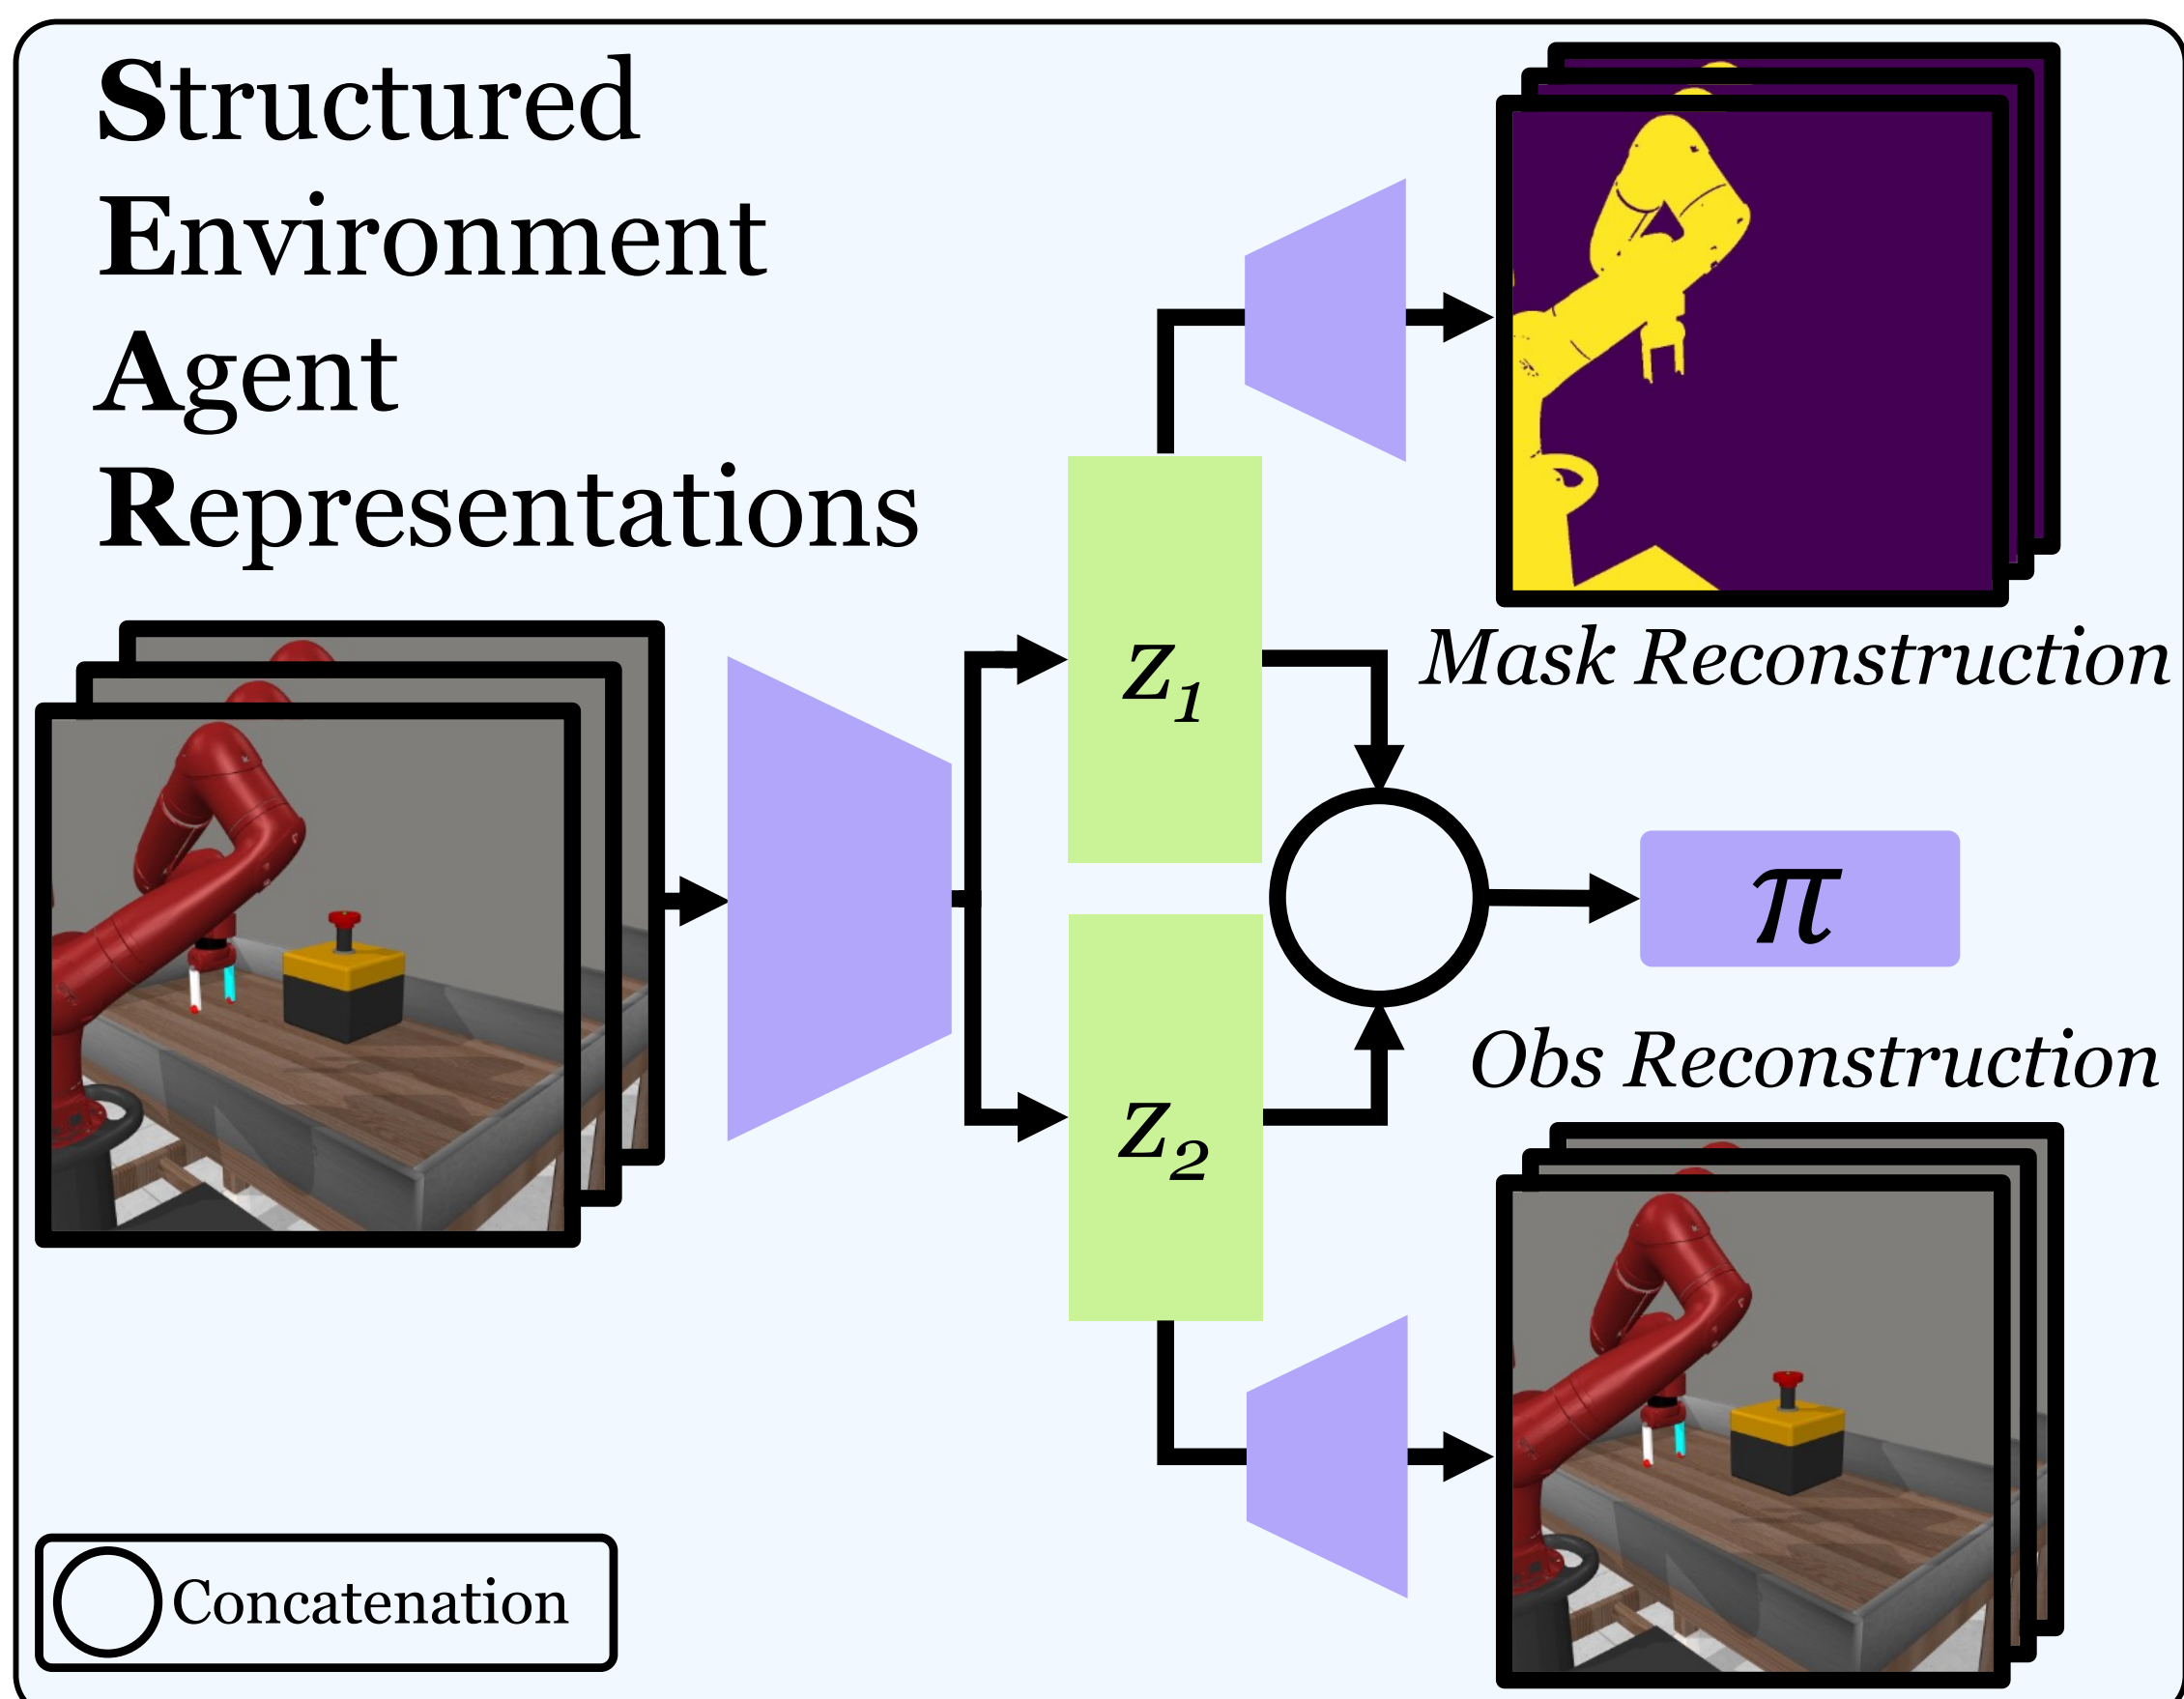 Structured
Environment
Agent
Representations
z1
Mask Reconstruction
π
Obs Reconstruction
z2
Concatenation